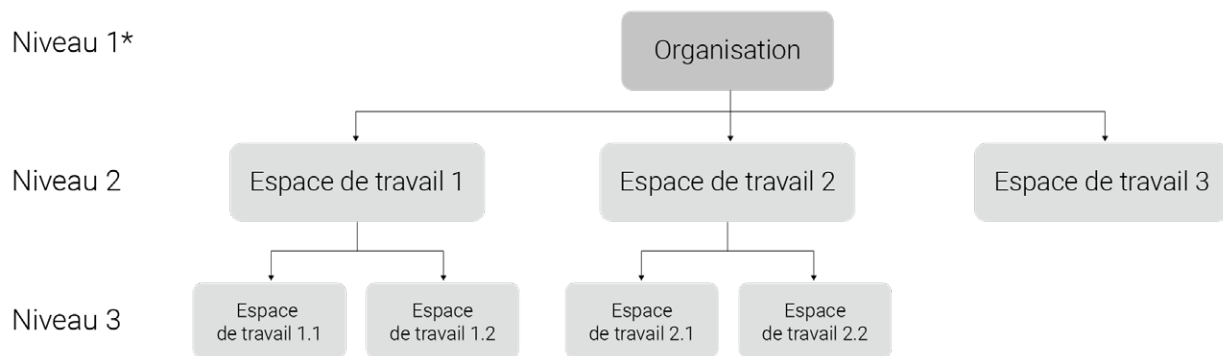 Niveau 1*
Organisation
Niveau 2
Espace de travail 1
Espace de travail 2
Espace de travail 3
Niveau 3
Espace
de travail 1.1
Espace
de travail 1.2
Espace
de travail 2.1
Espace
de travail 2.2